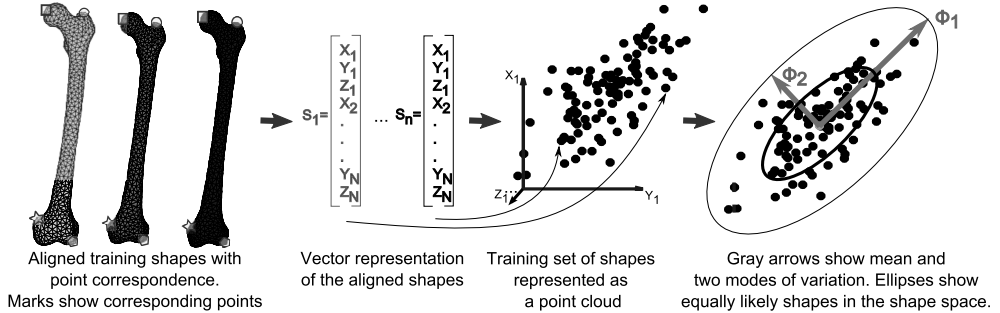 S1=
X1
Y1
Z1
X2
.
.
.
YN
ZN
...
Sn=
X1
Y1
Z1
X2
.
.
.
YN
ZN
X1
Z1
...
Y1
Φ1
Φ2
Aligned training shapes with
point correspondence.
Marks show corresponding points
Vector representation
of the aligned shapes
Training set of shapes
represented as
a point cloud
Gray arrows show mean and
two modes of variation. Ellipses show
equally likely shapes in the shape space.